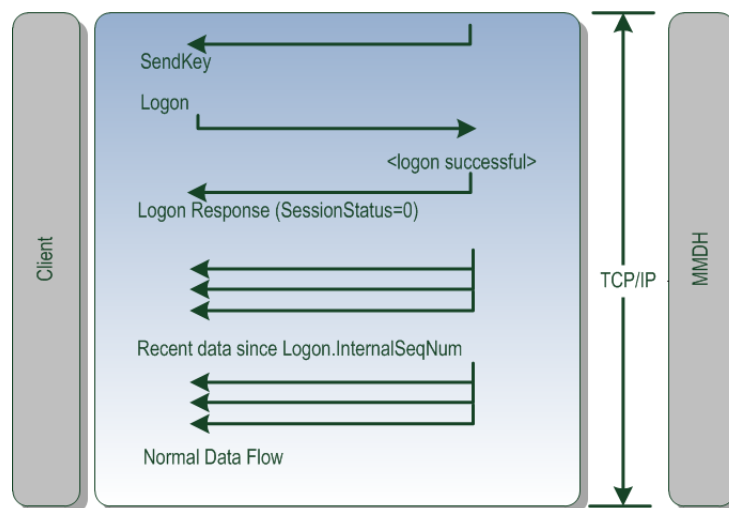 SendKey
Logon
<logon successful>
Logon Response (SessionStatus=0)
Client
TCP/IP
MMDH
Recent data since Logon.InternalSeqNum
Normal Data Flow